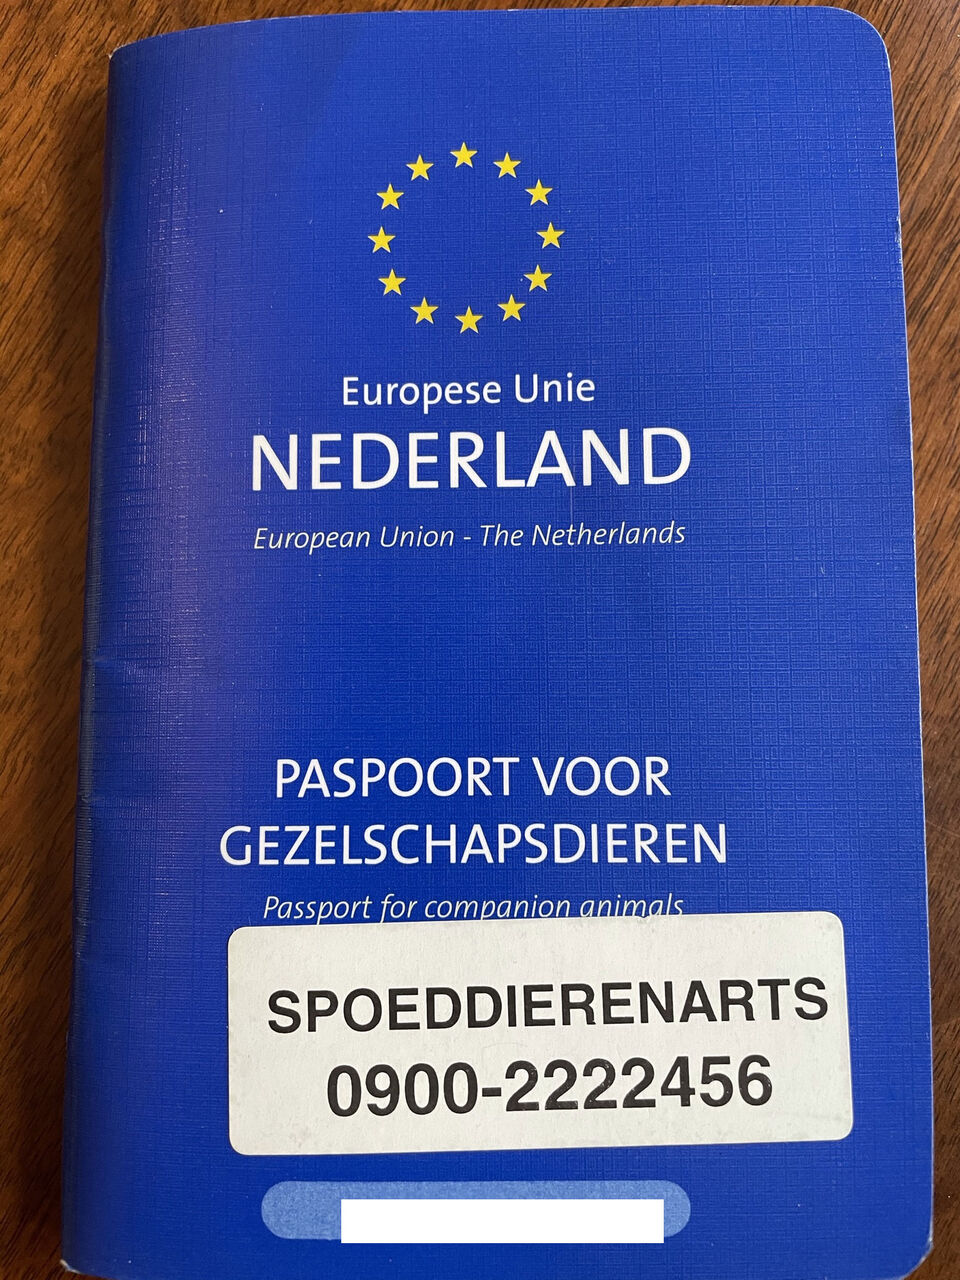 Europese Unie
NEDERLAND
European Union - The Netherlands
PASPOORT VOOR
GEZELSCHAPSDIEREN
Passport for companion animals
SPOEDDIERENARTS
0900-2222456